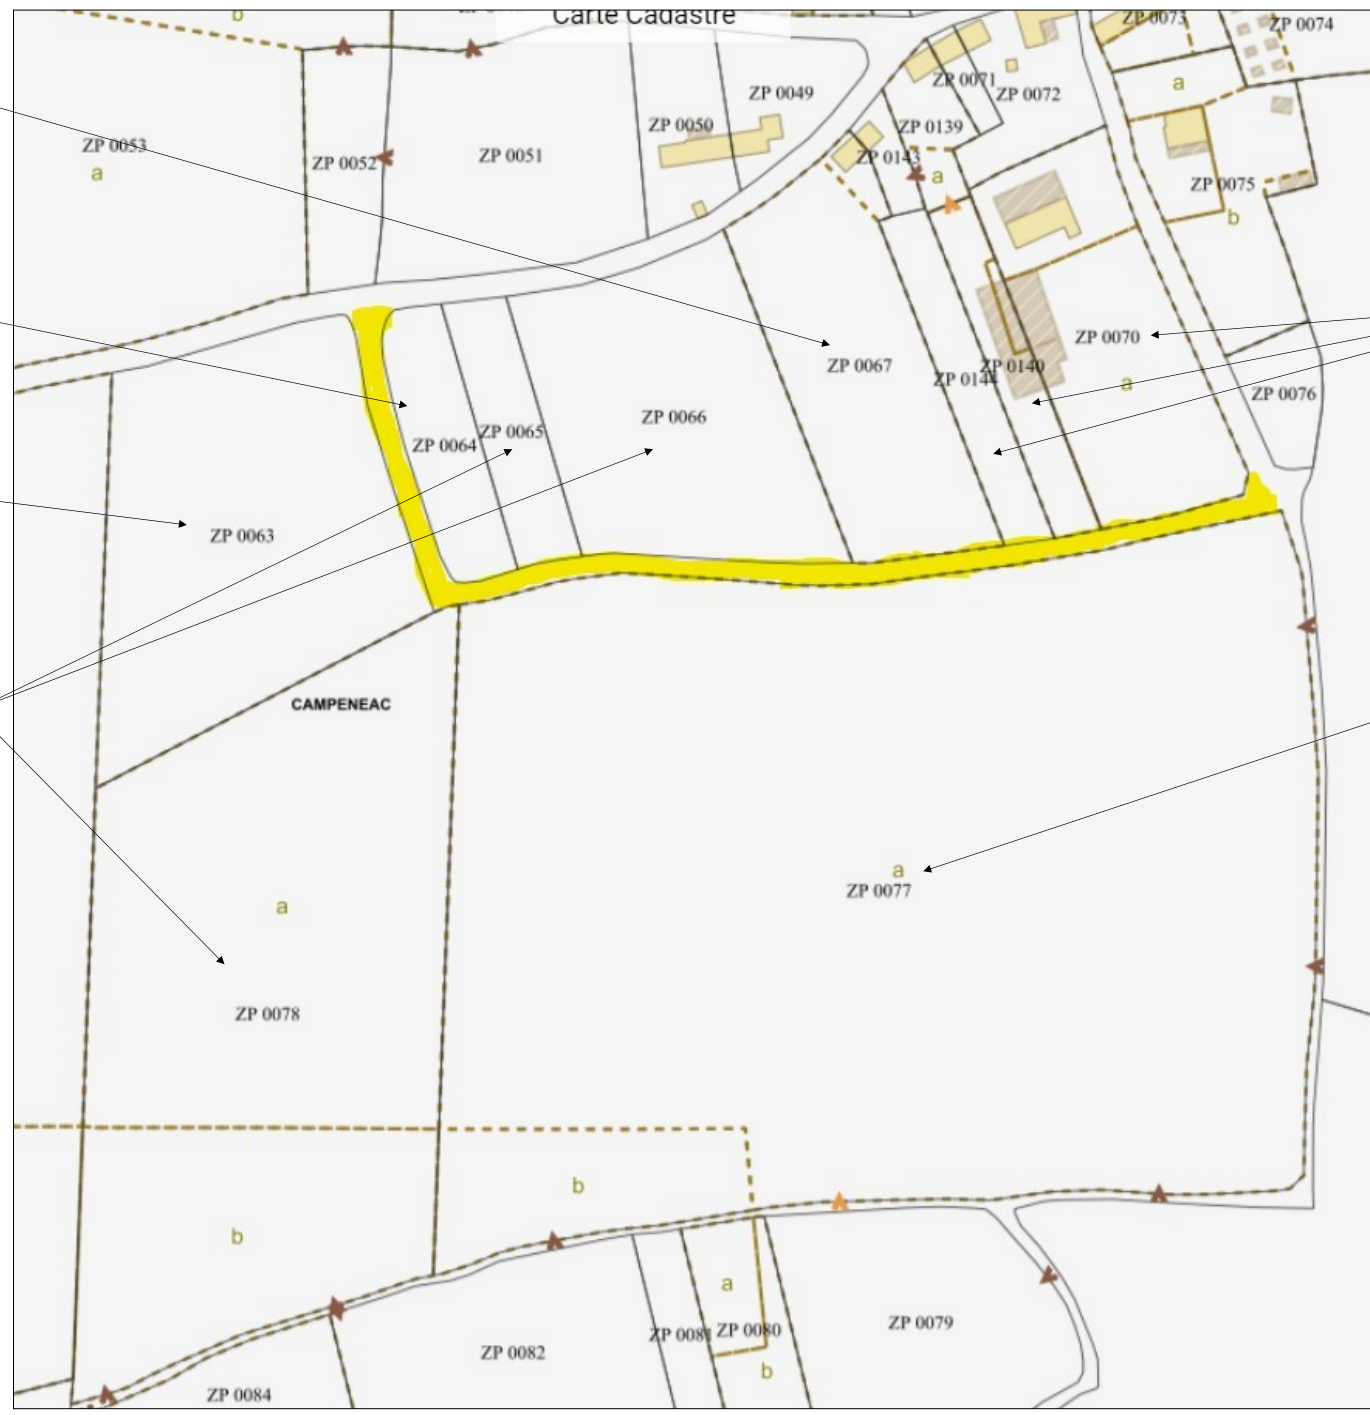 b
Carte Cadastre
ZP 0073
ZP 0074
ZP 0071
a
ZP 0049
ZP 0072
ZP 0050
ZP 0139
ZP 0053
ZP 0052
ZP 0051
ZP 0143
a
a
ZP 0075
b
ZP 0070
ZP 0067
ZP 0144
ZP 0140
a
ZP 0076
ZP 0066
ZP 0065
ZP 0064
ZP 0063
CAMPENEAC
a
ZP 0077
a
ZP 0078
b
b
a
ZP 0079
ZP 0081
ZP 0080
ZP 0082
b
ZP 0084